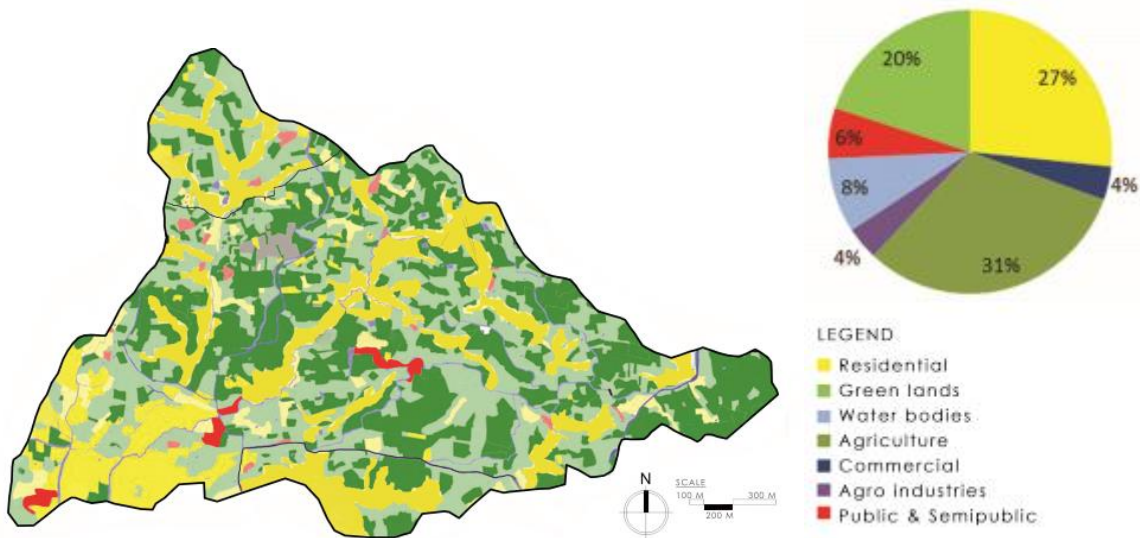 20%
27%
6%
8%
4%
4%
31%
N
SCALE
100 M
300 M
200 M
LEGEND
Residential
Green lands
Water bodies
Agriculture
Commercial
Agro industries
Public & Semipublic